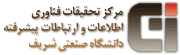 مرکز تحقیقات فناوری
اطلاعات و ارتباطات پیشرفته
دانشگاه صنعتی شریف